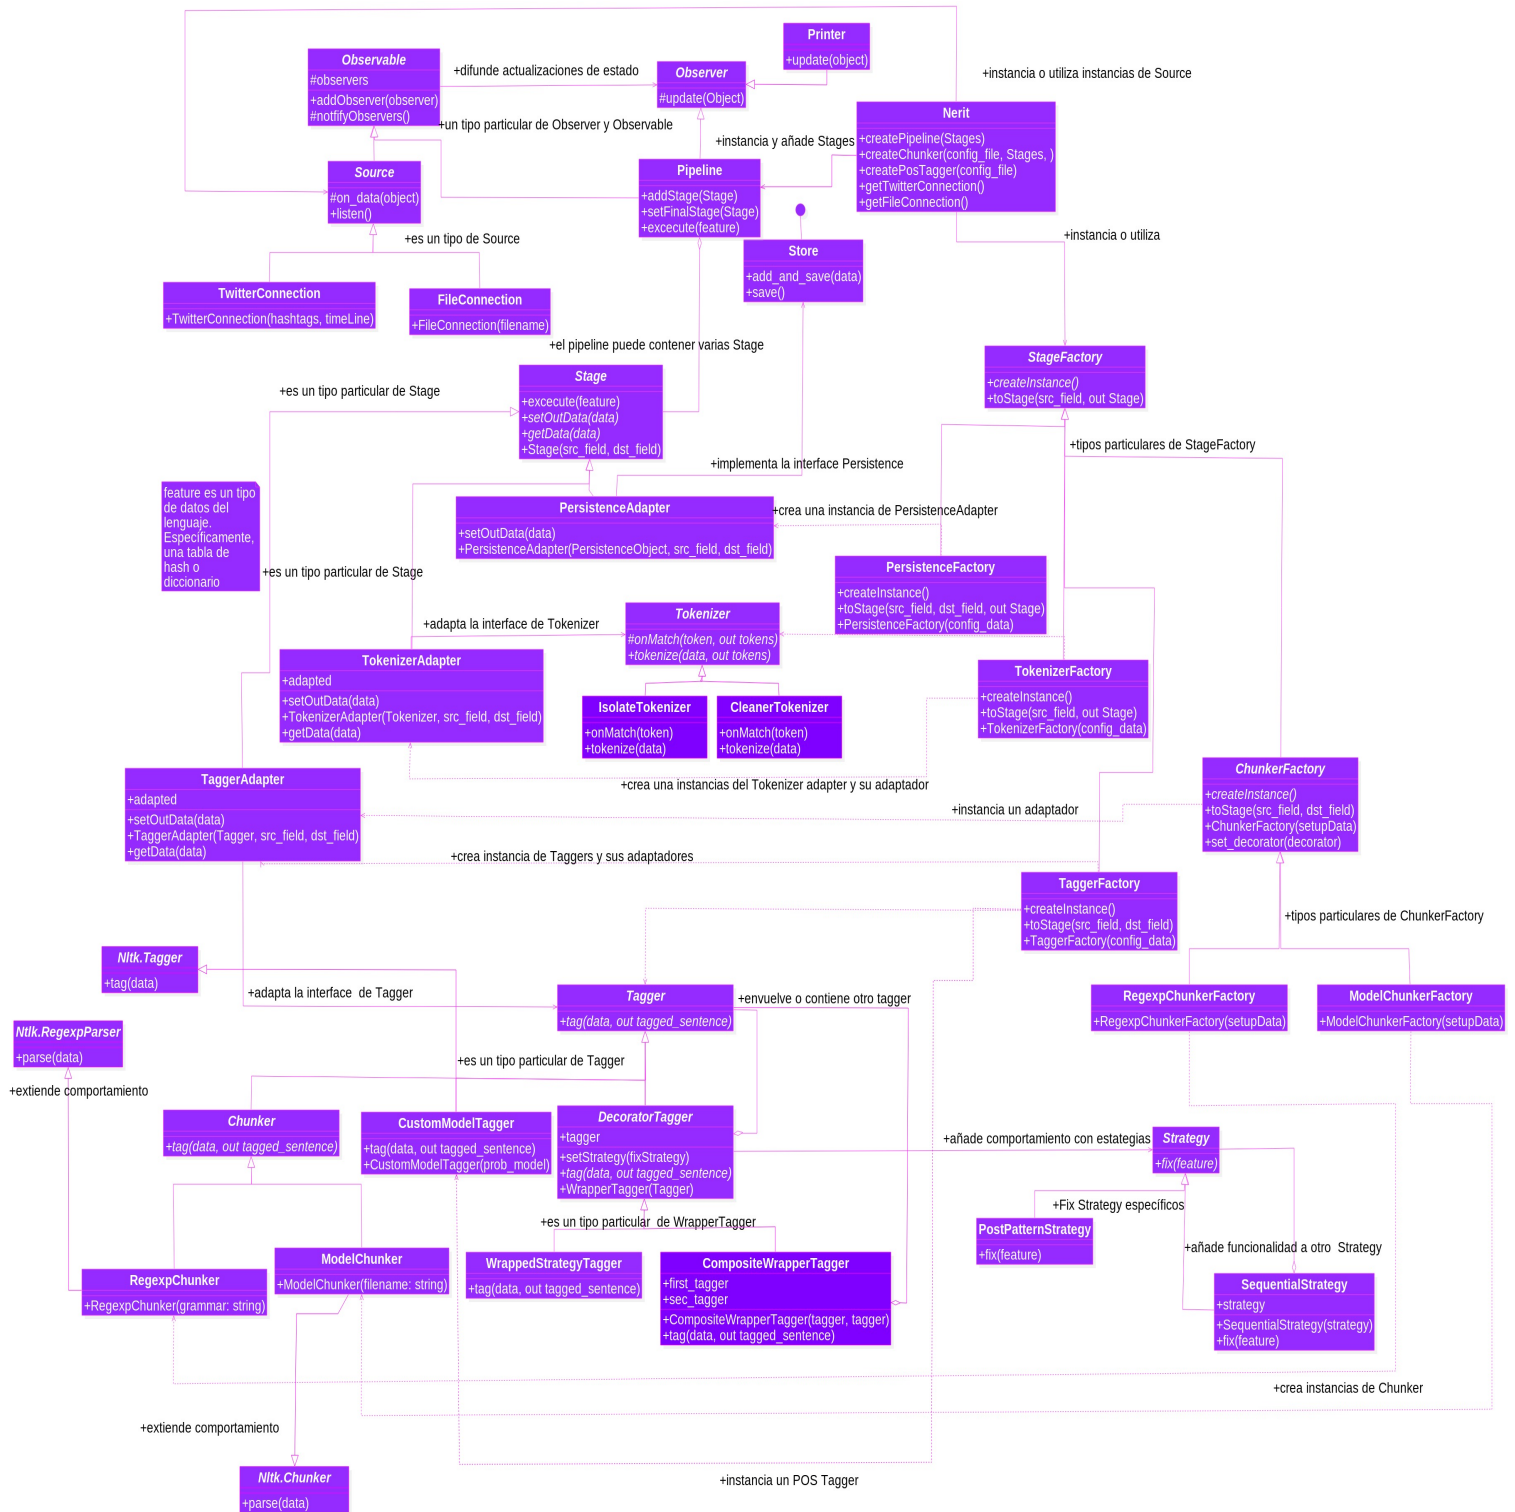 Printer
+update(object)
Observable
#observers
+addObserver(observer)
#notfifyObservers()
+difunde actualizaciones de estado
Observer
#update(Object)
+instancia o utiliza instancias de Source
+un tipo particular de Observer y Observable
Nerit
+createPipeline(Stages)
+createChunker(config_file, Stages, )
+createPosTagger(config_file)
+getTwitterConnection()
+getFileConnection()
+instancia y añade Stages
Source
#on_data(object)
+listen()
Pipeline
+addStage(Stage)
+setFinalStage(Stage)
+excecute(feature)
+es un tipo de Source
+instancia o utiliza
Store
+add_and_save(data)
+save()
TwitterConnection
+TwitterConnection(hashtags, timeLine)
FileConnection
+FileConnection(filename)
+el pipeline puede contener varias Stage
StageFactory
+createInstance()
+toStage(src_field, out Stage)
+es un tipo particular de Stage
Stage
+excecute(feature)
+setOutData(data)
+getData(data)
+Stage(src_field, dst_field)
+tipos particulares de StageFactory
+implementa la interface Persistence
feature es un tipo
de datos del
lenguaje.
Específicamente,
una tabla de
hash o
diccionario
PersistenceAdapter
+setOutData(data)
+PersistenceAdapter(PersistenceObject, src_field, dst_field)
+crea una instancia de PersistenceAdapter
+es un tipo particular de Stage
PersistenceFactory
+createInstance()
+toStage(src_field, dst_field, out Stage)
+PersistenceFactory(config_data)
+adapta la interface de Tokenizer
Tokenizer
#onMatch(token, out tokens)
+tokenize(data, out tokens)
TokenizerAdapter
+adapted
+setOutData(data)
+TokenizerAdapter(Tokenizer, src_field, dst_field)
+getData(data)
TokenizerFactory
+createInstance()
+toStage(src_field, out Stage)
+TokenizerFactory(config_data)
IsolateTokenizer
+onMatch(token)
+tokenize(data)
CleanerTokenizer
+onMatch(token)
+tokenize(data)
+crea una instancias del Tokenizer adapter y su adaptador
TaggerAdapter
+adapted
+setOutData(data)
+TaggerAdapter(Tagger, src_field, dst_field)
+getData(data)
ChunkerFactory
+createInstance()
+toStage(src_field, dst_field)
+ChunkerFactory(setupData)
+set_decorator(decorator)
+instancia un adaptador
+crea instancia de Taggers y sus adaptadores
TaggerFactory
+createInstance()
+toStage(src_field, dst_field)
+TaggerFactory(config_data)
+tipos particulares de ChunkerFactory
Nltk.Tagger
+tag(data)
+adapta la interface  de Tagger
Tagger
+tag(data, out tagged_sentence)
+envuelve o contiene otro tagger
RegexpChunkerFactory
+RegexpChunkerFactory(setupData)
ModelChunkerFactory
+ModelChunkerFactory(setupData)
Ntlk.RegexpParser
+parse(data)
+es un tipo particular de Tagger
+extiende comportamiento
Chunker
+tag(data, out tagged_sentence)
CustomModelTagger
+tag(data, out tagged_sentence)
+CustomModelTagger(prob_model)
DecoratorTagger
+tagger
+setStrategy(fixStrategy)
+tag(data, out tagged_sentence)
+WrapperTagger(Tagger)
+añade comportamiento con estategias
Strategy
+fix(feature)
+Fix Strategy específicos
+es un tipo particular  de WrapperTagger
PostPatternStrategy
+fix(feature)
+añade funcionalidad a otro  Strategy
ModelChunker
+ModelChunker(filename: string)
WrappedStrategyTagger
+tag(data, out tagged_sentence)
CompositeWrapperTagger
+first_tagger
+sec_tagger
+CompositeWrapperTagger(tagger, tagger)
+tag(data, out tagged_sentence)
RegexpChunker
+RegexpChunker(grammar: string)
SequentialStrategy
+strategy
+SequentialStrategy(strategy)
+fix(feature)
+crea instancias de Chunker
+extiende comportamiento
Nltk.Chunker
+parse(data)
+instancia un POS Tagger